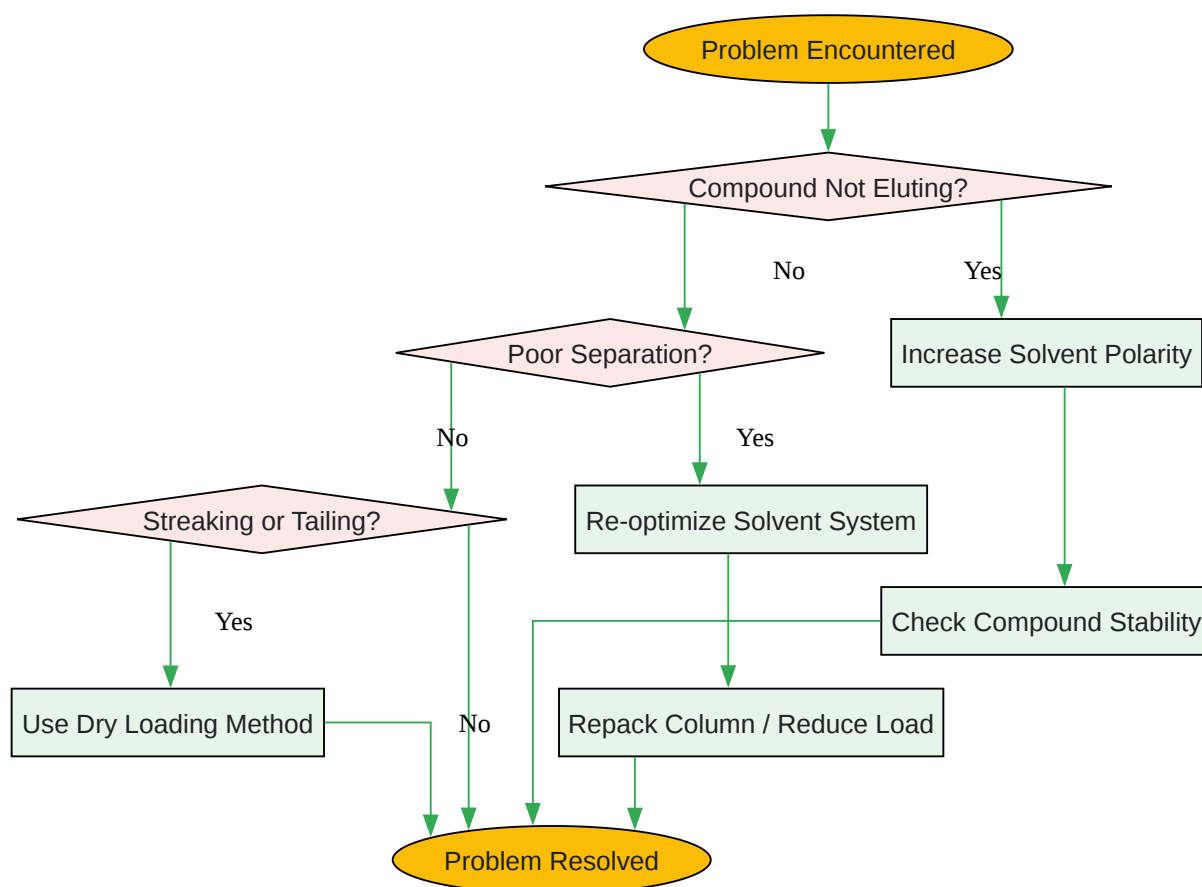 Problem Encountered
Compound Not Eluting?
No
Yes
Poor Separation?
Increase Solvent Polarity
No
Yes
Streaking or Tailing?
Re-optimize Solvent System
Yes
Check Compound Stability
Use Dry Loading Method
No
Repack Column / Reduce Load
Problem Resolved